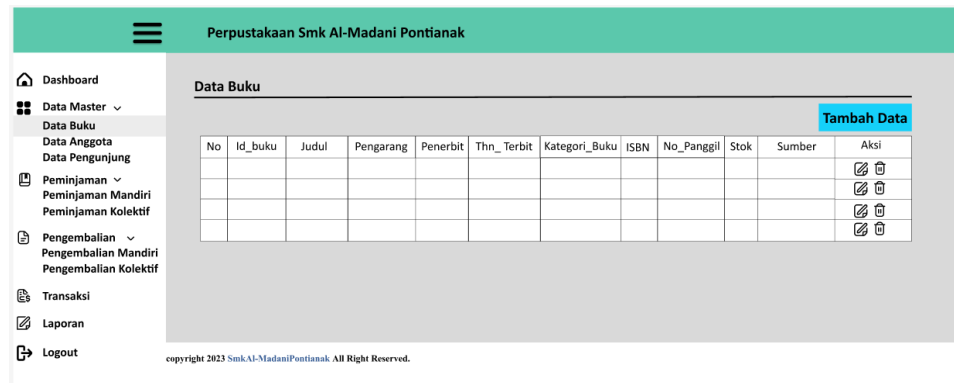 Perpustakaan Smk Al-Madani Pontianak
Dashboard
Data Master
Data Buku
Data Anggota
Data Pengunjung
Peminjaman
Peminjaman Mandiri
Peminjaman Kolektif
Pengembalian
Pengembalian Mandiri
Pengembalian Kolektif
Transaksi
Laporan
Logout
Data Buku
Tambah Data
No Id_buku Judul Pengarang Penerbit Thn_ Terbit Kategori_Buku ISBN No_Panggil Stok Sumber Aksi
copyright 2023 SmkAl-MadaniPontianak All Right Reserved.